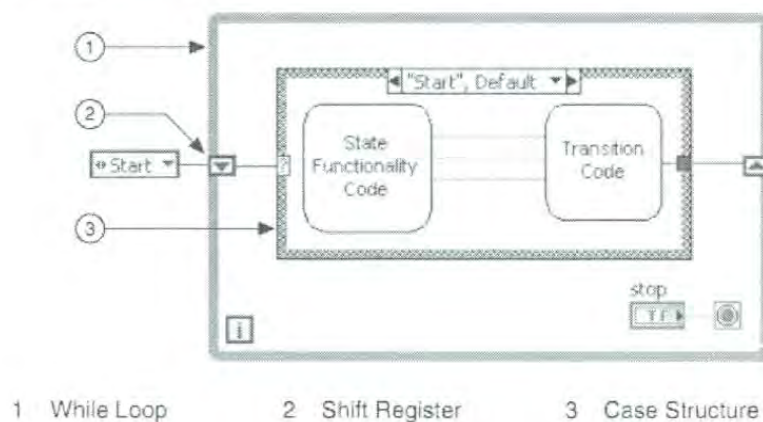 1
"Start", Default
2
State
Functionality
Code
Transition
Code
Start
?
3
stop
TF
i
1 While Loop 2 Shift Register 3 Case Structure